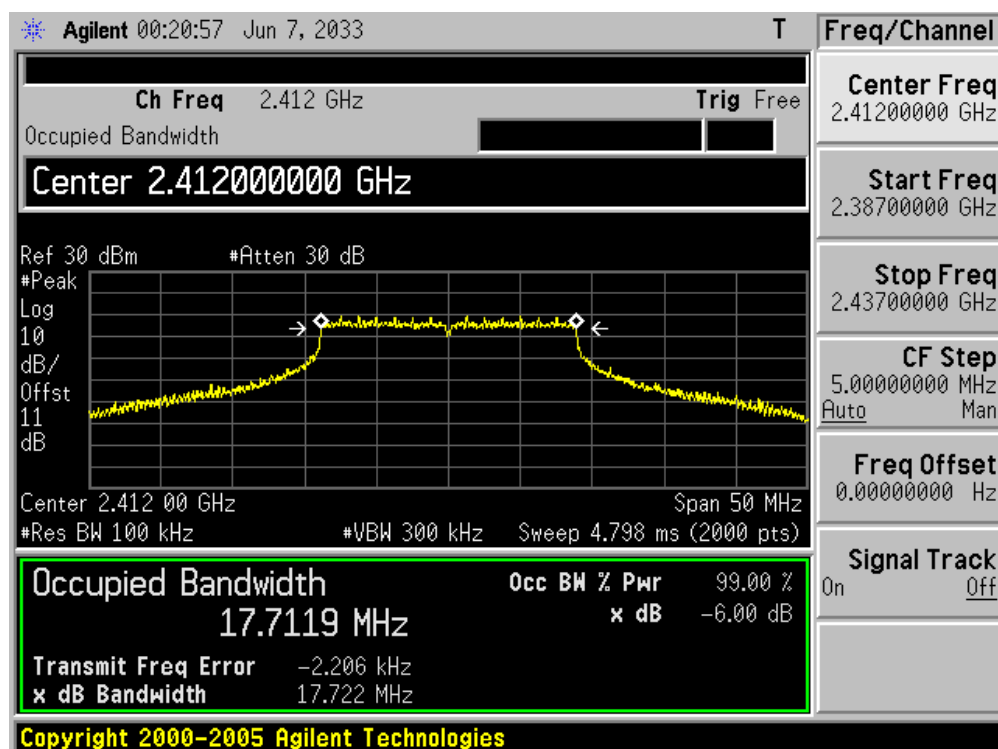 Agilent 00:20:57 Jun 7, 2033 T
Ch Freq 2.412 GHz Trig Free
Occupied Bandwidth
Center 2.412000000 GHz
Ref 30 dBm #Atten 30 dB
#Peak
Log
10
dB/
Offst
11
dB
Center 2.412 00 GHz Span 50 MHz
#Res BW 100 kHz #VBW 300 kHz Sweep 4.798 ms (2000 pts)
Occupied Bandwidth
17.7119 MHz
Occ BW % Pwr 99.00 %
x dB -6.00 dB
Transmit Freq Error -2.206 kHz
x dB Bandwidth 17.722 MHz
Copyright 2000-2005 Agilent Technologies
Freq/Channel
Center Freq
2.41200000 GHz
Start Freq
2.38700000 GHz
Stop Freq
2.43700000 GHz
CF Step
5.00000000 MHz
Auto Man
Freq Offset
0.00000000 Hz
Signal Track
On Off